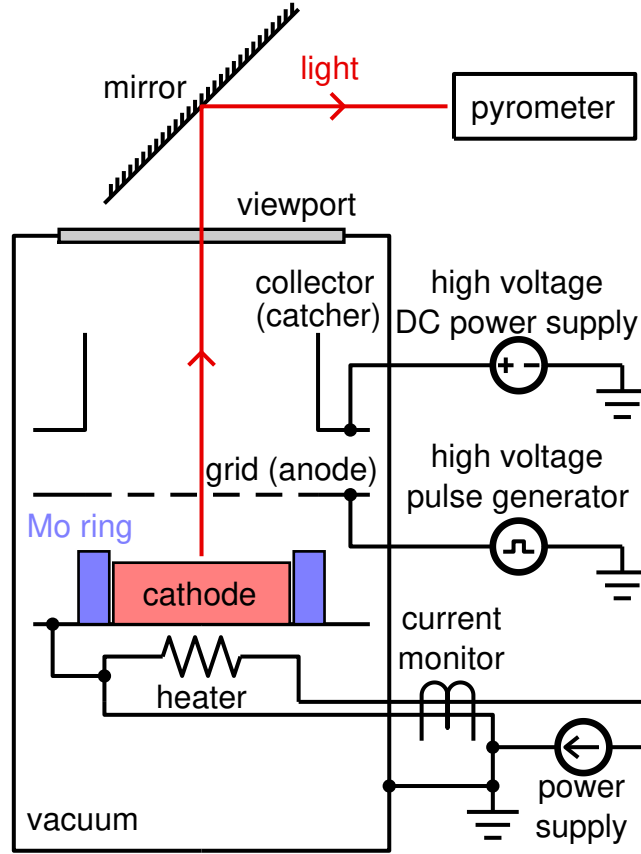 light
mirror
pyrometer
viewport
collector
(catcher)
high voltage
DC power supply
+ -
grid (anode)
high voltage
pulse generator
Mo ring
cathode
current
monitor
heater
power
supply
vacuum